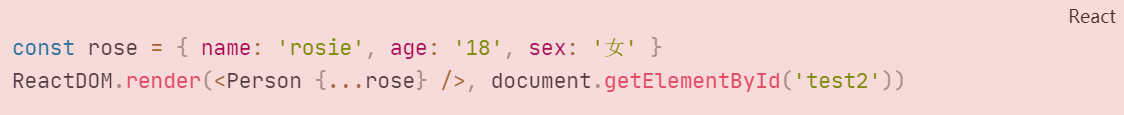 React
const rose = { name: 'rosie', age: '18', sex: '女' }
ReactDOM.render(<Person {...rose} />, document.getElementById('test2'))